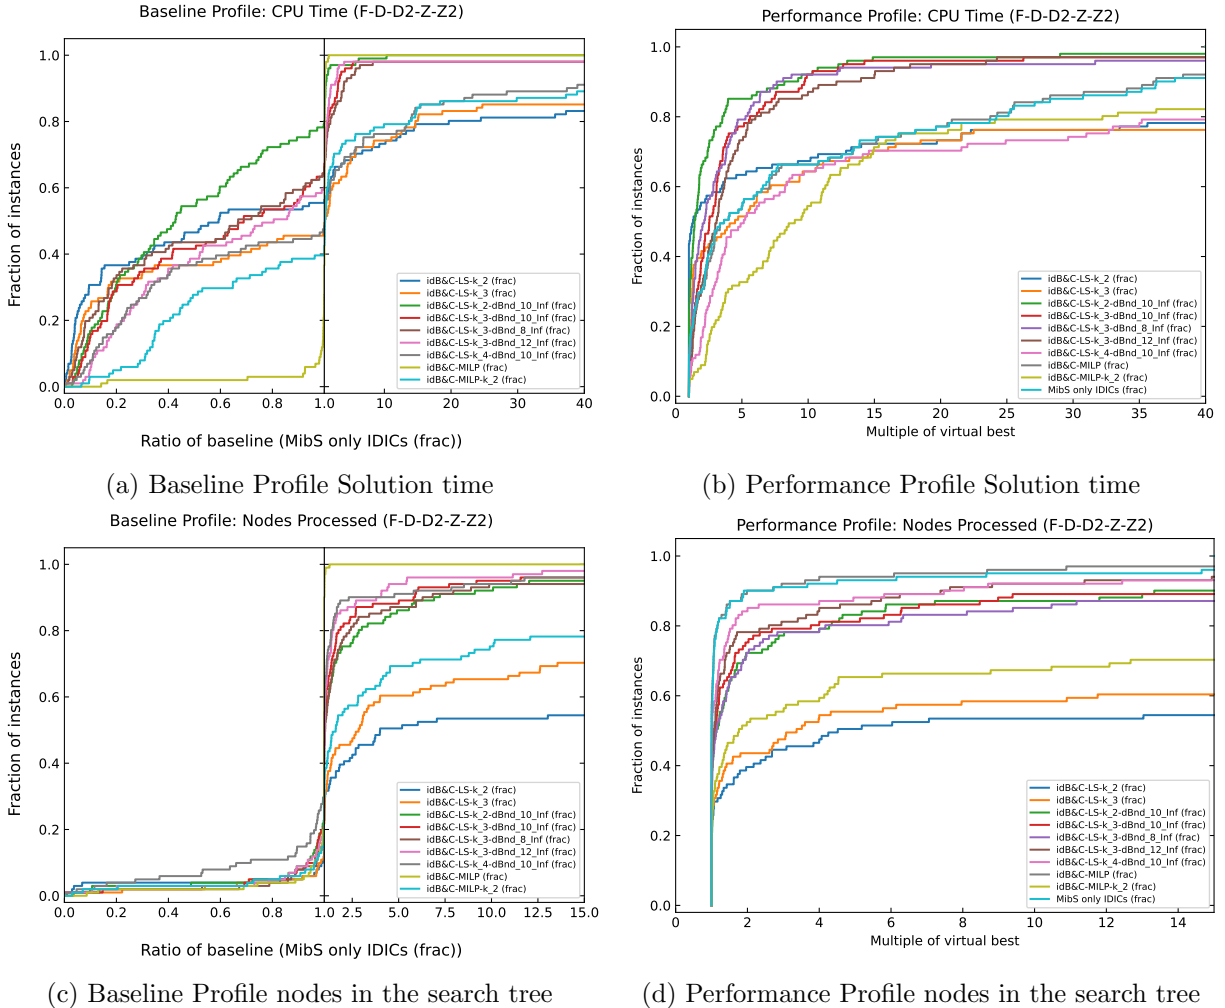 Baseline Profile: CPU Time (F-D-D2-Z-Z2)
Fraction of instances
1.0
0.8
0.6
0.4
0.2
0.0
idB&C-LS-k_2 (frac)
idB&C-LS-k_3 (frac)
idB&C-LS-k_2-dBnd_10_Inf (frac)
idB&C-LS-k_3-dBnd_10_Inf (frac)
idB&C-LS-k_3-dBnd_8_Inf (frac)
idB&C-LS-k_3-dBnd_12_Inf (frac)
idB&C-LS-k_4-dBnd_10_Inf (frac)
idB&C-MILP (frac)
idB&C-MILP-k_2 (frac)
0.0 0.2 0.4 0.6 0.8 1.0 10 20 30 40
Ratio of baseline (MibS only IDICs (frac))
(a) Baseline Profile Solution time
Performance Profile: CPU Time (F-D-D2-Z-Z2)
Fraction of instances
1.0
0.8
0.6
0.4
0.2
0.0
idB&C-LS-k_2 (frac)
idB&C-LS-k_3 (frac)
idB&C-LS-k_2-dBnd_10_Inf (frac)
idB&C-LS-k_3-dBnd_10_Inf (frac)
idB&C-LS-k_3-dBnd_8_Inf (frac)
idB&C-LS-k_3-dBnd_12_Inf (frac)
idB&C-LS-k_4-dBnd_10_Inf (frac)
idB&C-MILP (frac)
idB&C-MILP-k_2 (frac)
MibS only IDICs (frac)
0 5 10 15 20 25 30 35 40
Multiple of virtual best
(b) Performance Profile Solution time
Baseline Profile: Nodes Processed (F-D-D2-Z-Z2)
Fraction of instances
1.0
0.8
0.6
0.4
0.2
0.0
idB&C-LS-k_2 (frac)
idB&C-LS-k_3 (frac)
idB&C-LS-k_2-dBnd_10_Inf (frac)
idB&C-LS-k_3-dBnd_10_Inf (frac)
idB&C-LS-k_3-dBnd_8_Inf (frac)
idB&C-LS-k_3-dBnd_12_Inf (frac)
idB&C-LS-k_4-dBnd_10_Inf (frac)
idB&C-MILP (frac)
idB&C-MILP-k_2 (frac)
0.0 0.2 0.4 0.6 0.8 1.0 2.5 5.0 7.5 10.0 12.5 15.0
Ratio of baseline (MibS only IDICs (frac))
(c) Baseline Profile nodes in the search tree
Performance Profile: Nodes Processed (F-D-D2-Z-Z2)
Fraction of instances
1.0
0.8
0.6
0.4
0.2
0.0
idB&C-LS-k_2 (frac)
idB&C-LS-k_3 (frac)
idB&C-LS-k_2-dBnd_10_Inf (frac)
idB&C-LS-k_3-dBnd_10_Inf (frac)
idB&C-LS-k_3-dBnd_8_Inf (frac)
idB&C-LS-k_3-dBnd_12_Inf (frac)
idB&C-LS-k_4-dBnd_10_Inf (frac)
idB&C-MILP (frac)
idB&C-MILP-k_2 (frac)
MibS only IDICs (frac)
0 2 4 6 8 10 12 14
Multiple of virtual best
(d) Performance Profile nodes in the search tree